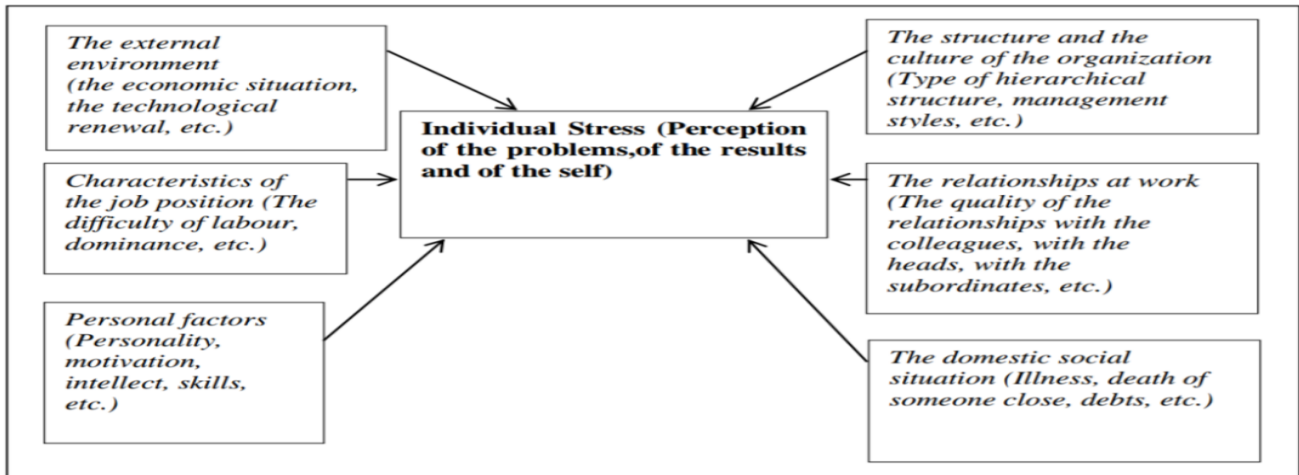 The external
environment
(the economic situation,
the technological
renewal, etc.)
Characteristics of
the job position (The
difficulty of labour,
dominance, etc.)
Personal factors
(Personality,
motivation,
intellect, skills,
etc.)
Individual Stress (Perception
of the problems,of the results
and of the self)
The structure and the
culture of the organization
(Type of hierarchical
structure, management
styles, etc.)
The relationships at work
(The quality of the
relationships with the
colleagues, with the
heads, with the
subordinates, etc.)
The domestic social
situation (Illness, death of
someone close, debts, etc.)